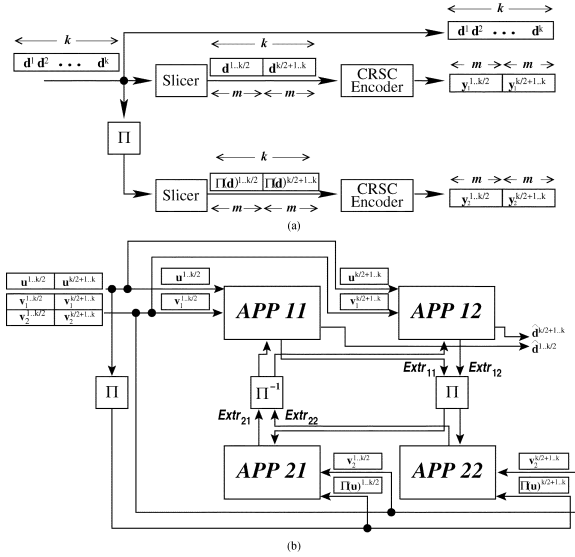 k
k
d¹ d² • • • dᵏ
d¹ d² • • • dᵏ
k
Slicer
d^1..k/2 d^k/2+1..k
CRSC Encoder
m m
y₁^1..k/2 y₁^k/2+1..k
m m
Π
k
Slicer
Π(d)^1..k/2 Π(d)^k/2+1..k
CRSC Encoder
m m
y₂^1..k/2 y₂^k/2+1..k
m m
(a)
u^1..k/2 u^k/2+1..k
v₁^1..k/2 v₁^k/2+1..k
v₂^1..k/2 v₂^k/2+1..k
u^1..k/2
v₁^1..k/2
APP 11
u^k/2+1..k
v₁^k/2+1..k
APP 12
d̂^k/2+1..k
d̂^1..k/2
Extr₁₁ Extr₁₂
Π
Π⁻¹
Π
Extr₂₁ Extr₂₂
APP 21
v₂^1..k/2
Π(u)^1..k/2
APP 22
v₂^k/2+1..k
Π(u)^k/2+1..k
(b)